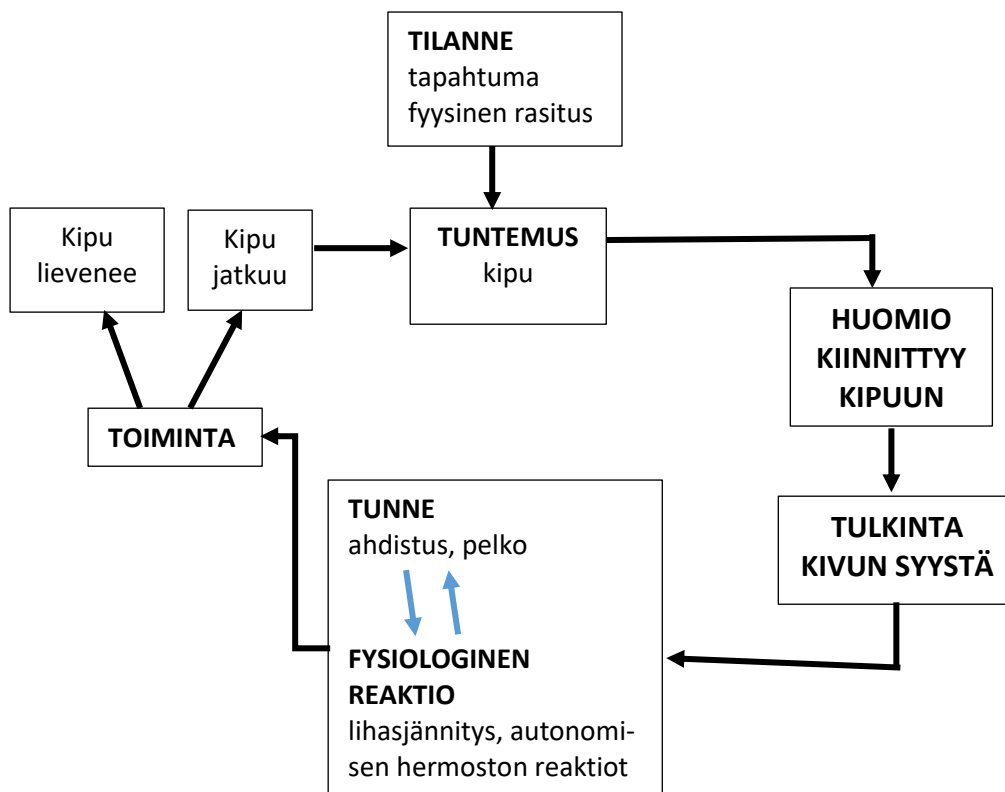 TILANNE
tapahtuma
fyysinen rasitus
Kipu
lievenee
Kipu
jatkuu
TUNTEMUS
kipu
HUOMIO
KIINNITTYY
KIPUUN
TULKINTA
KIVUN SYYSTÄ
TUNNE
ahdistus, pelko
FYSIOLOGINEN
REAKTIO
lihasjännitys, autonomi-
sen hermoston reaktiot
TOIMINTA